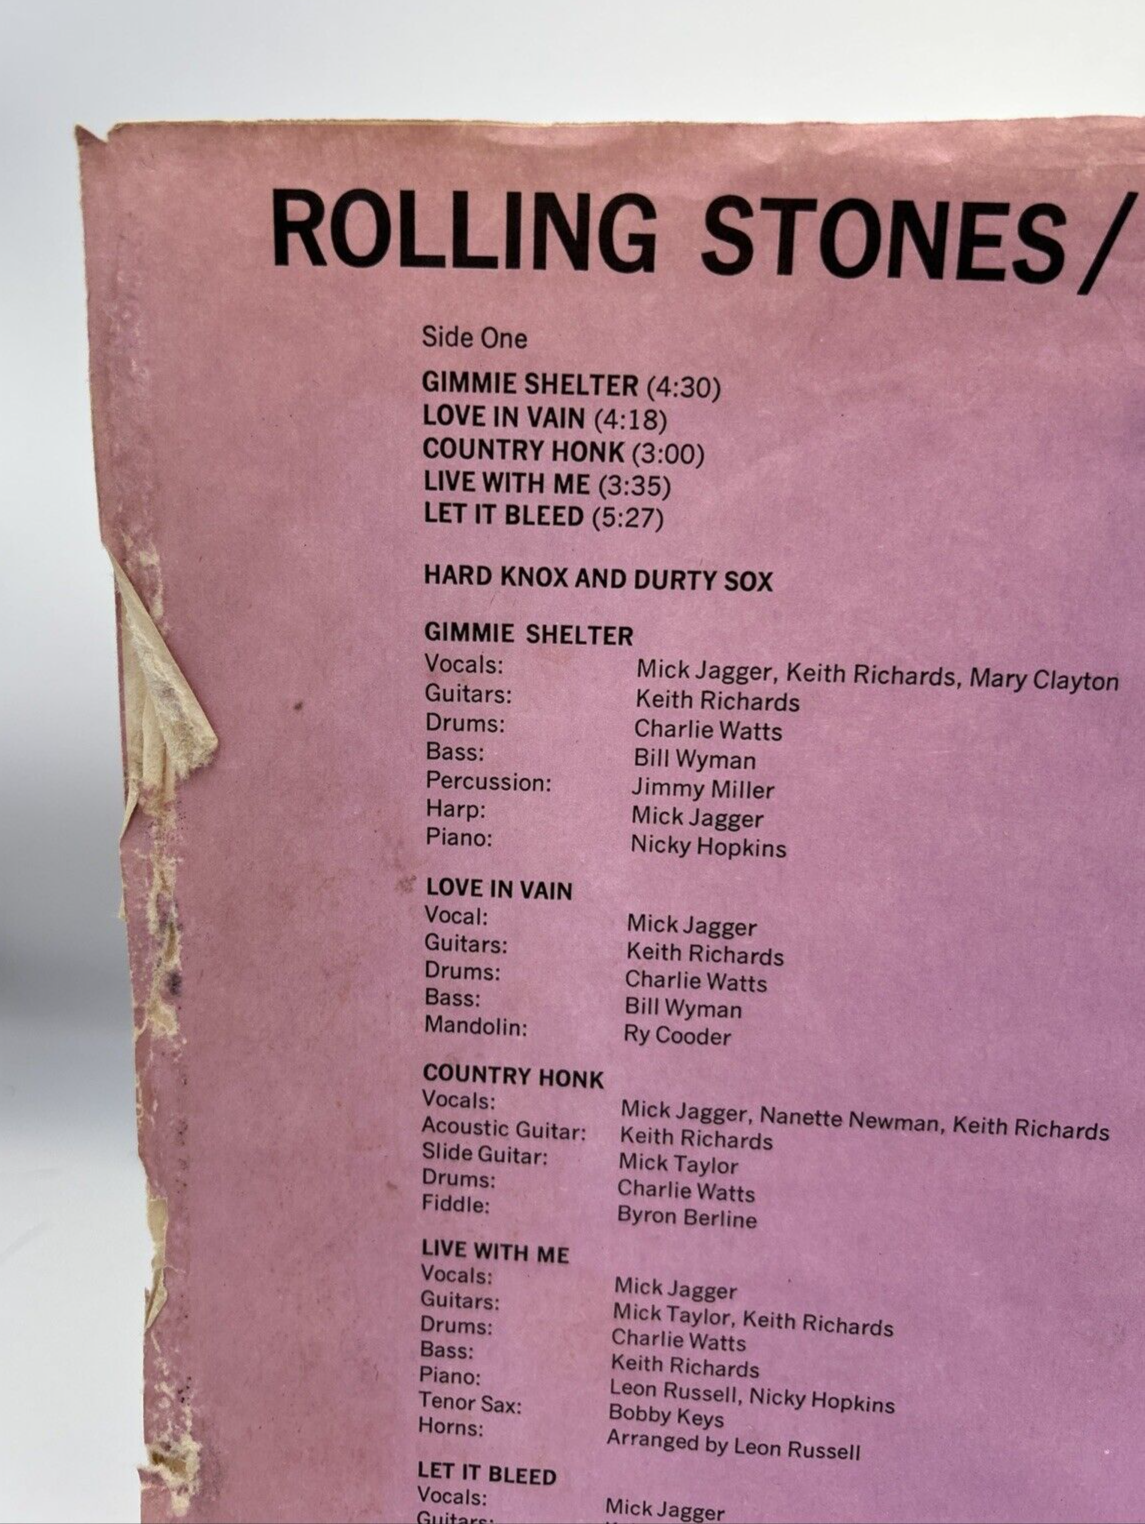 ROLLING STONES /
Side One
GIMMIE SHELTER (4:30)
LOVE IN VAIN (4:18)
COUNTRY HONK (3:00)
LIVE WITH ME (3:35)
LET IT BLEED (5:27)
HARD KNOX AND DURTY SOX
GIMMIE SHELTER
Vocals: Mick Jagger, Keith Richards, Mary Clayton
Guitars: Keith Richards
Drums: Charlie Watts
Bass: Bill Wyman
Percussion: Jimmy Miller
Harp: Mick Jagger
Piano: Nicky Hopkins
LOVE IN VAIN
Vocal: Mick Jagger
Guitars: Keith Richards
Drums: Charlie Watts
Bass: Bill Wyman
Mandolin: Ry Cooder
COUNTRY HONK
Vocals: Mick Jagger, Nanette Newman, Keith Richards
Acoustic Guitar: Keith Richards
Slide Guitar: Mick Taylor
Drums: Charlie Watts
Fiddle: Byron Berline
LIVE WITH ME
Vocals: Mick Jagger
Guitars: Mick Taylor, Keith Richards
Drums: Charlie Watts
Bass: Keith Richards
Piano: Leon Russell, Nicky Hopkins
Tenor Sax: Bobby Keys
Horns: Arranged by Leon Russell
LET IT BLEED
Vocals: Mick Jagger
Guitars: